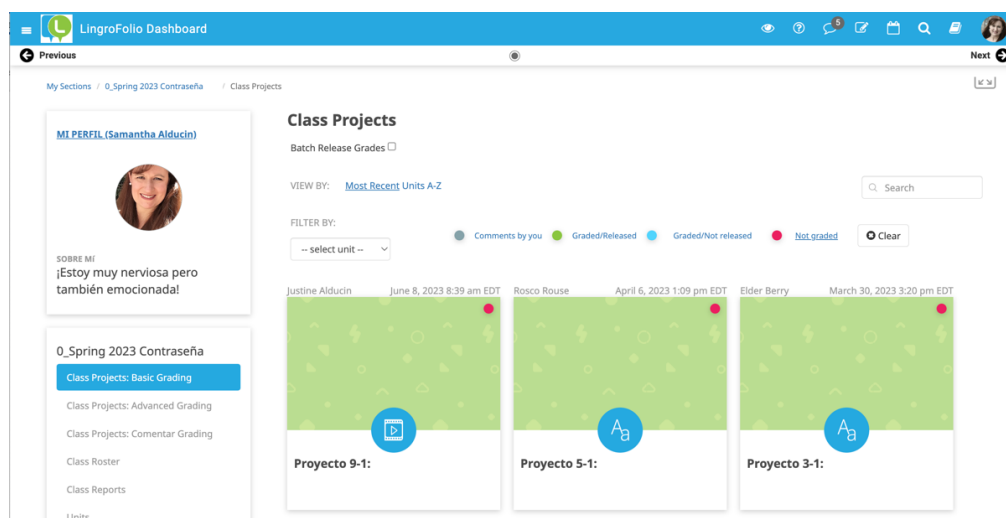 LingroFolio Dashboard
5
Previous
Next
My Sections / 0_Spring 2023 Contraseña / Class Projects
MI PERFIL (Samantha Alducin)
SOBRE MÍ
¡Estoy muy nerviosa pero
también emocionada!
0_Spring 2023 Contraseña
Class Projects: Basic Grading
Class Projects: Advanced Grading
Class Projects: Comentar Grading
Class Roster
Class Reports
Units
Class Projects
Batch Release Grades
VIEW BY: Most Recent Units A-Z
Search
FILTER BY:
-- select unit --
Comments by you Graded/Released Graded/Not released Not graded Clear
Justine Alducin June 8, 2023 8:39 am EDT
Aa
Proyecto 9-1:
Rosco Rouse April 6, 2023 1:09 pm EDT
Proyecto 5-1:
Elder Berry March 30, 2023 3:20 pm EDT
Aa
Proyecto 3-1: